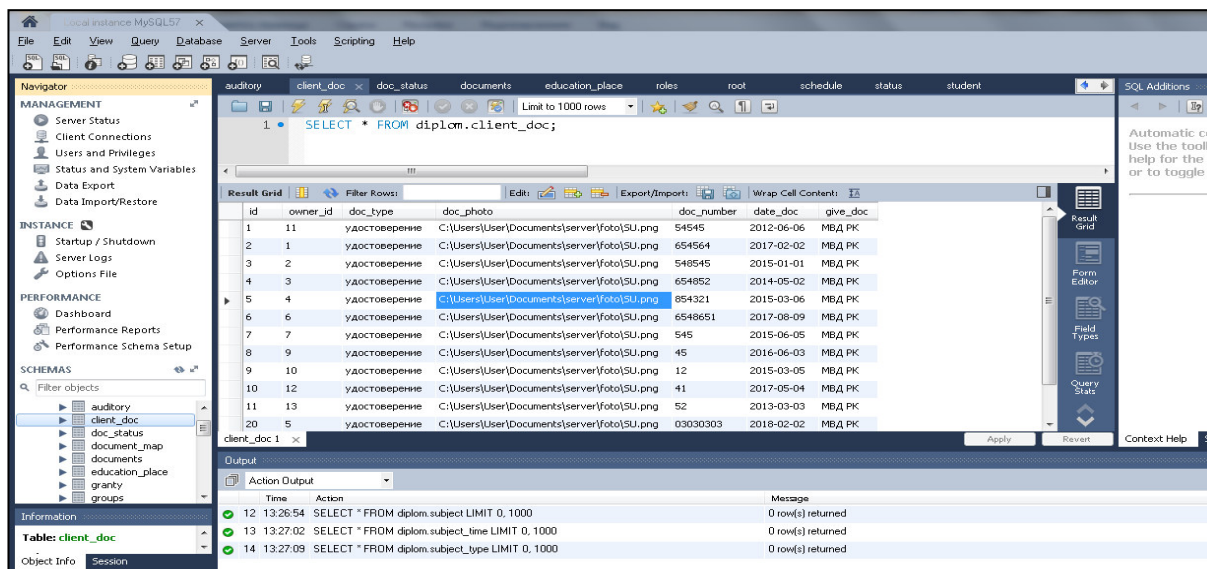 Local instance MySQL57 ×
File Edit View Query Database Server Tools Scripting Help
Navigator
MANAGEMENT
Server Status
Client Connections
Users and Privileges
Status and System Variables
Data Export
Data Import/Restore
INSTANCE
Startup / Shutdown
Server Logs
Options File
PERFORMANCE
Dashboard
Performance Reports
Performance Schema Setup
SCHEMAS
Filter objects
auditory
client_doc
doc_status
document_map
documents
education_place
granty
groups
Information
Table: client_doc
Object Info Session
auditory client_doc × doc_status documents education_place roles root schedule status student
Limit to 1000 rows
1 SELECT * FROM diplom.client_doc;
Result Grid Filter Rows: Edit: Export/Import: Wrap Cell Content:
id owner_id doc_type doc_photo doc_number date_doc give_doc
1 11 удостоверение C:\Users\User\Documents\server\foto\SU.png 54545 2012-06-06 МВД РК
2 1 удостоверение C:\Users\User\Documents\server\foto\SU.png 654564 2017-02-02 МВД РК
3 2 удостоверение C:\Users\User\Documents\server\foto\SU.png 548545 2015-01-01 МВД РК
4 3 удостоверение C:\Users\User\Documents\server\foto\SU.png 654852 2014-05-02 МВД РК
5 4 удостоверение C:\Users\User\Documents\server\foto\SU.png 854321 2015-03-06 МВД РК
6 6 удостоверение C:\Users\User\Documents\server\foto\SU.png 6548651 2017-08-09 МВД РК
7 7 удостоверение C:\Users\User\Documents\server\foto\SU.png 545 2015-06-05 МВД РК
8 9 удостоверение C:\Users\User\Documents\server\foto\SU.png 45 2016-06-03 МВД РК
9 10 удостоверение C:\Users\User\Documents\server\foto\SU.png 12 2015-03-05 МВД РК
10 12 удостоверение C:\Users\User\Documents\server\foto\SU.png 41 2017-05-04 МВД РК
11 13 удостоверение C:\Users\User\Documents\server\foto\SU.png 52 2013-03-03 МВД РК
20 5 удостоверение C:\Users\User\Documents\server\foto\SU.png 03030303 2018-02-02 МВД РК
Result
Grid
Form
Editor
Field
Types
Query
Stats
client_doc 1 × Apply Revert
Output
Action Output
Time Action Message
12 13:26:54 SELECT * FROM diplom.subject LIMIT 0, 1000 0 row(s) returned
13 13:27:02 SELECT * FROM diplom.subject_time LIMIT 0, 1000 0 row(s) returned
14 13:27:09 SELECT * FROM diplom.subject_type LIMIT 0, 1000 0 row(s) returned
SQL Additions
Automatic c
Use the tool
help for the
or to toggle
Context Help